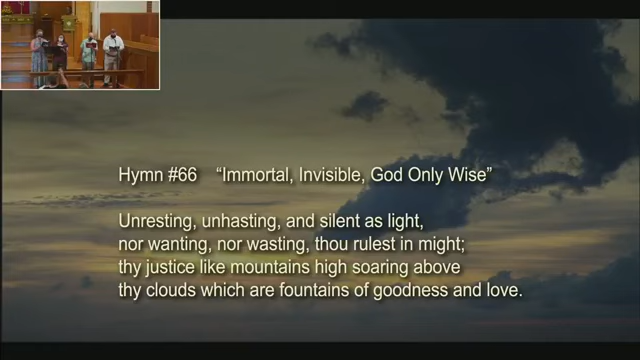 Hymn #66 “Immortal, Invisible, God Only Wise”
Unresting, unhasting, and silent as light,
nor wanting, nor wasting, thou rulest in might;
thy justice like mountains high soaring above
thy clouds which are fountains of goodness and love.